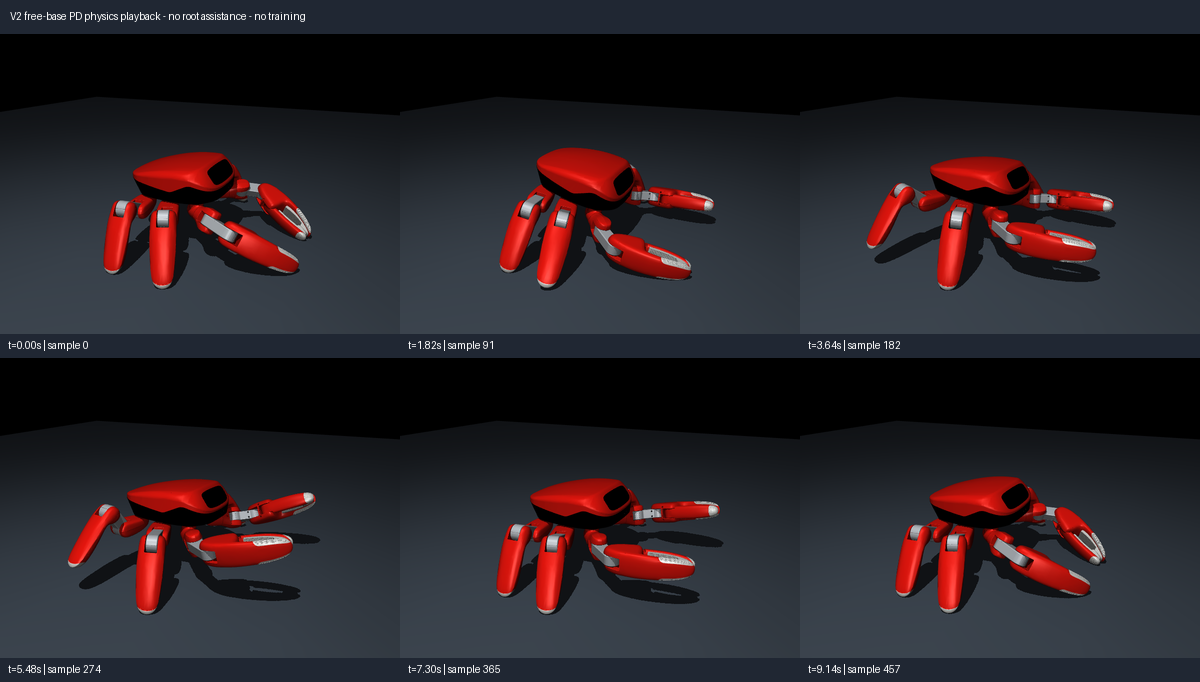 V2 free-base PD physics playback - no root assistance - no training
t=0.00s | sample 0
t=1.82s | sample 91
t=3.64s | sample 182
t=5.48s | sample 274
t=7.30s | sample 365
t=9.14s | sample 457